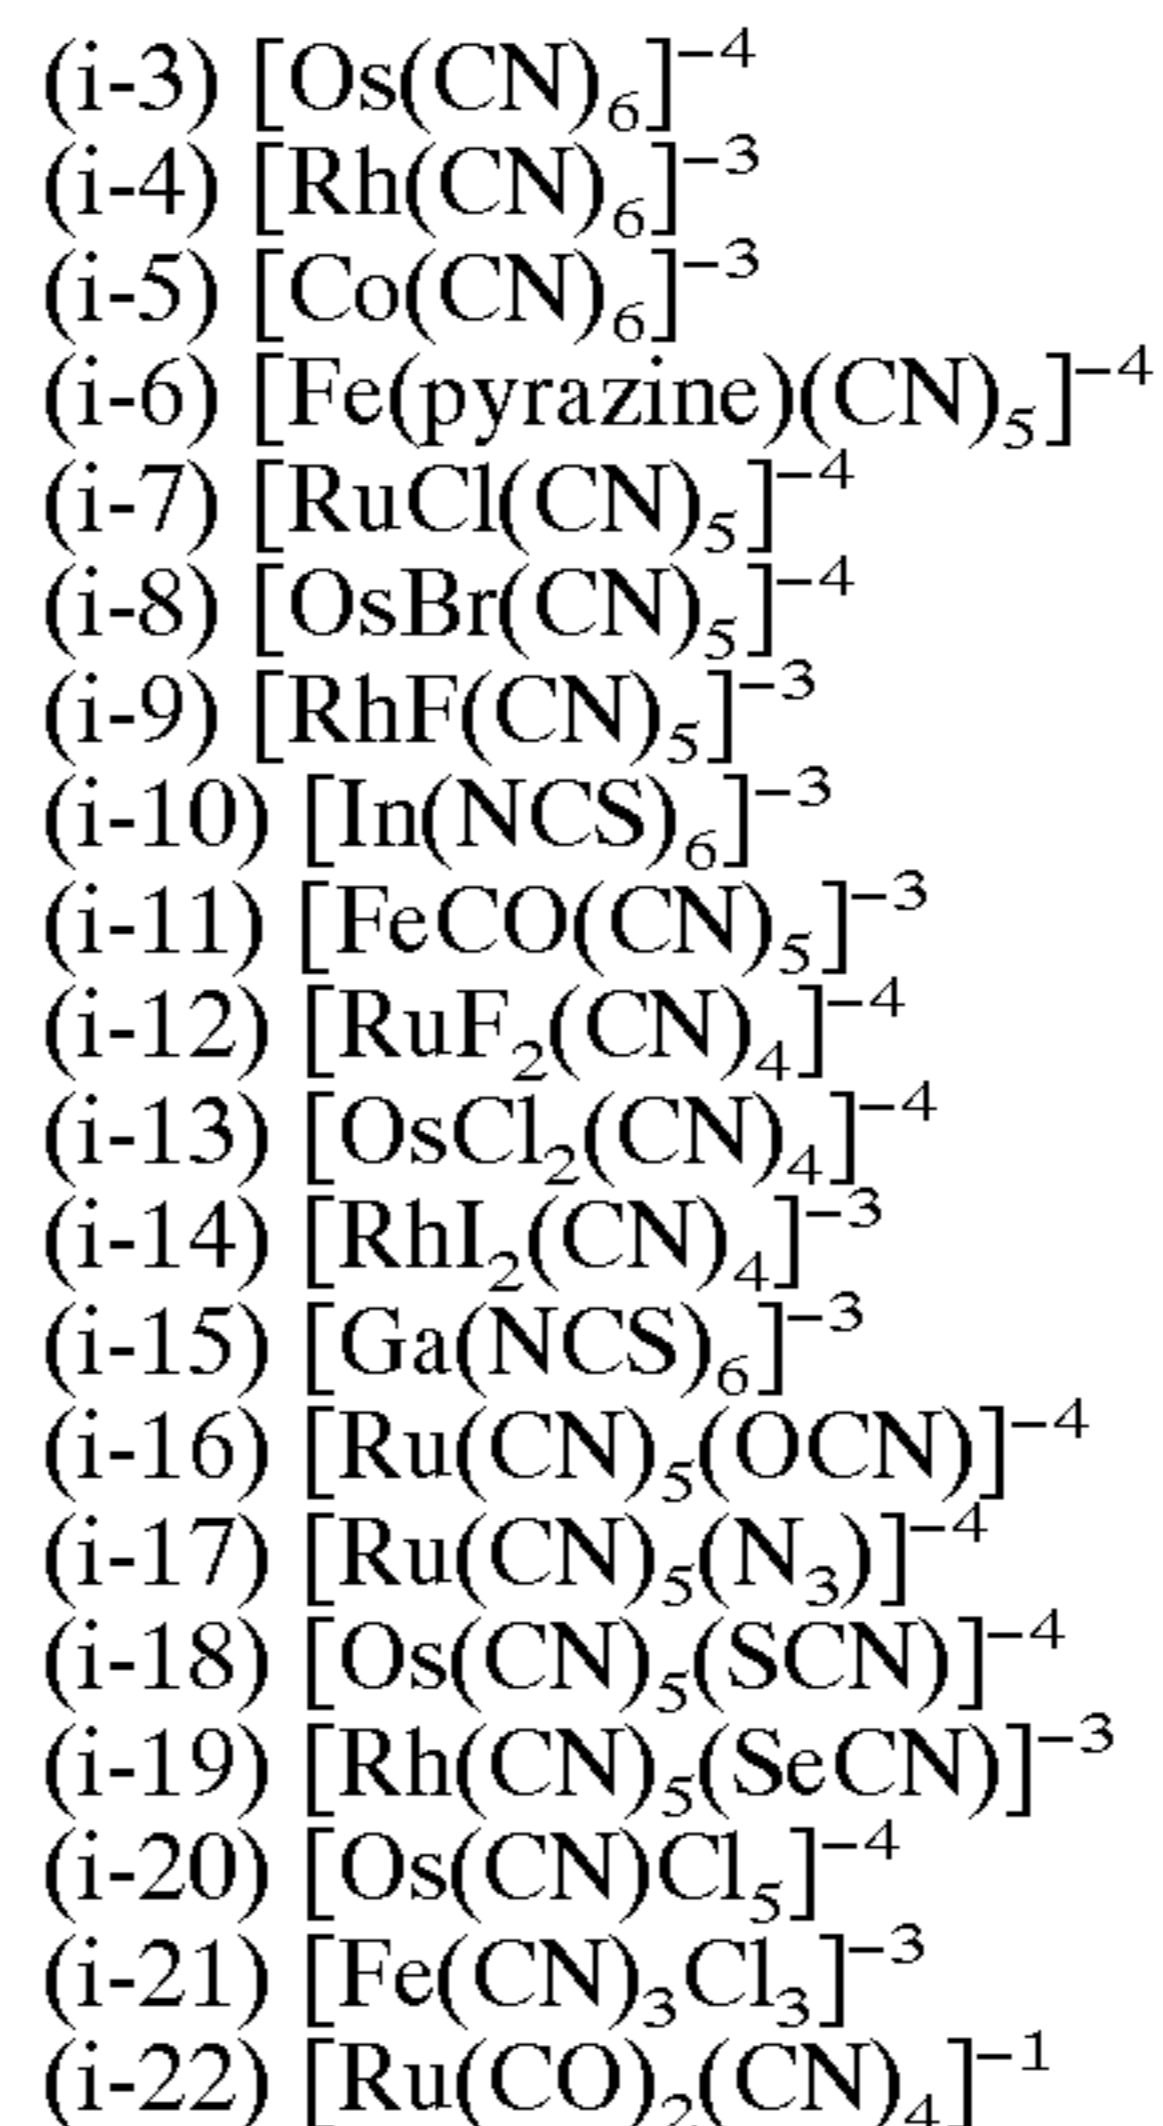 (i-3) [Os(CN)₆]⁻⁴
(i-4) [Rh(CN)₆]⁻³
(i-5) [Co(CN)₆]⁻³
(i-6) [Fe(pyrazine)(CN)₅]⁻⁴
(i-7) [RuCl(CN)₅]⁻⁴
(i-8) [OsBr(CN)₅]⁻⁴
(i-9) [RhF(CN)₅]⁻³
(i-10) [In(NCS)₆]⁻³
(i-11) [FeCO(CN)₅]⁻³
(i-12) [RuF₂(CN)₄]⁻⁴
(i-13) [OsCl₂(CN)₄]⁻⁴
(i-14) [RhI₂(CN)₄]⁻³
(i-15) [Ga(NCS)₆]⁻³
(i-16) [Ru(CN)₅(OCN)]⁻⁴
(i-17) [Ru(CN)₅(N₃)]⁻⁴
(i-18) [Os(CN)₅(SCN)]⁻⁴
(i-19) [Rh(CN)₅(SeCN)]⁻³
(i-20) [Os(CN)Cl₅]⁻⁴
(i-21) [Fe(CN)₃Cl₃]⁻³
(i-22) [Ru(CO)₂(CN)₄]⁻¹